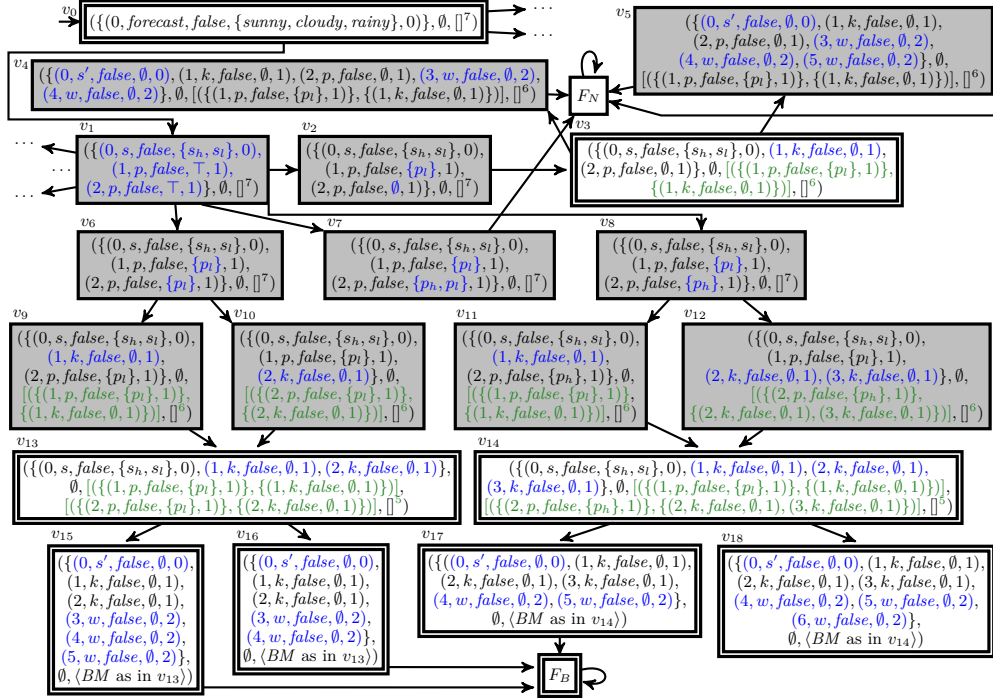 v0
({(0, forecast, false, {sunny, cloudy, rainy}, 0)}, ∅, []^7)
⋯
⋯
v5
({(0, s′, false, ∅, 0), (1, k, false, ∅, 1),
(2, p, false, ∅, 1), (3, w, false, ∅, 2),
(4, w, false, ∅, 2), (5, w, false, ∅, 2)}, ∅,
[({(1, p, false, {pl}, 1)}, {(1, k, false, ∅, 1)})], []^6)
v4
({(0, s′, false, ∅, 0), (1, k, false, ∅, 1), (2, p, false, ∅, 1), (3, w, false, ∅, 2),
(4, w, false, ∅, 2)}, ∅, [({(1, p, false, {pl}, 1)}, {(1, k, false, ∅, 1)})], []^6)
FN
v1
({(0, s, false, {sh, sl}, 0),
(1, p, false, ⊤, 1),
(2, p, false, ⊤, 1)}, ∅, []^7)
⋯
⋯
⋯
v2
({(0, s, false, {sh, sl}, 0),
(1, p, false, {pl}, 1),
(2, p, false, ∅, 1)}, ∅, []^7)
v3
({(0, s, false, {sh, sl}, 0), (1, k, false, ∅, 1),
(2, p, false, ∅, 1)}, ∅, [({(1, p, false, {pl}, 1)},
{(1, k, false, ∅, 1)})], []^6)
v6
({(0, s, false, {sh, sl}, 0),
(1, p, false, {pl}, 1),
(2, p, false, {pl}, 1)}, ∅, []^7)
v7
({(0, s, false, {sh, sl}, 0),
(1, p, false, {pl}, 1),
(2, p, false, {ph, pl}, 1)}, ∅, []^7)
v8
({(0, s, false, {sh, sl}, 0),
(1, p, false, {pl}, 1),
(2, p, false, {ph}, 1)}, ∅, []^7)
v9
({(0, s, false, {sh, sl}, 0),
(1, k, false, ∅, 1),
(2, p, false, {pl}, 1)}, ∅,
[({(1, p, false, {pl}, 1)},
{(1, k, false, ∅, 1)})], []^6)
v10
({(0, s, false, {sh, sl}, 0),
(1, p, false, {pl}, 1),
(2, k, false, ∅, 1)}, ∅,
[({(2, p, false, {pl}, 1)},
{(2, k, false, ∅, 1)})], []^6)
v11
({(0, s, false, {sh, sl}, 0),
(1, k, false, ∅, 1),
(2, p, false, {ph}, 1)}, ∅,
[({(1, p, false, {pl}, 1)},
{(1, k, false, ∅, 1)})], []^6)
v12
({(0, s, false, {sh, sl}, 0),
(1, p, false, {pl}, 1),
(2, k, false, ∅, 1), (3, k, false, ∅, 1)}, ∅,
[({(2, p, false, {ph}, 1)},
{(2, k, false, ∅, 1), (3, k, false, ∅, 1)})], []^6)
v13
({(0, s, false, {sh, sl}, 0), (1, k, false, ∅, 1), (2, k, false, ∅, 1)},
∅, [({(1, p, false, {pl}, 1)}, {(1, k, false, ∅, 1)})],
[({(2, p, false, {pl}, 1)}, {(2, k, false, ∅, 1)})], []^5)
v14
({(0, s, false, {sh, sl}, 0), (1, k, false, ∅, 1), (2, k, false, ∅, 1),
(3, k, false, ∅, 1)}, ∅, [({(1, p, false, {pl}, 1)}, {(1, k, false, ∅, 1)})],
[({(2, p, false, {ph}, 1)}, {(2, k, false, ∅, 1), (3, k, false, ∅, 1)})], []^5)
v15
({(0, s′, false, ∅, 0),
(1, k, false, ∅, 1),
(2, k, false, ∅, 1),
(3, w, false, ∅, 2),
(4, w, false, ∅, 2),
(5, w, false, ∅, 2)},
∅, ⟨BM as in v13⟩)
v16
({(0, s′, false, ∅, 0),
(1, k, false, ∅, 1),
(2, k, false, ∅, 1),
(3, w, false, ∅, 2),
(4, w, false, ∅, 2)},
∅, ⟨BM as in v13⟩)
v17
({((0, s′, false, ∅, 0), (1, k, false, ∅, 1),
(2, k, false, ∅, 1), (3, k, false, ∅, 1),
(4, w, false, ∅, 2), (5, w, false, ∅, 2)},
∅, ⟨BM as in v14⟩)
v18
({(0, s′, false, ∅, 0), (1, k, false, ∅, 1),
(2, k, false, ∅, 1), (3, k, false, ∅, 1),
(4, w, false, ∅, 2), (5, w, false, ∅, 2),
(6, w, false, ∅, 2)},
∅, ⟨BM as in v14⟩)
FB